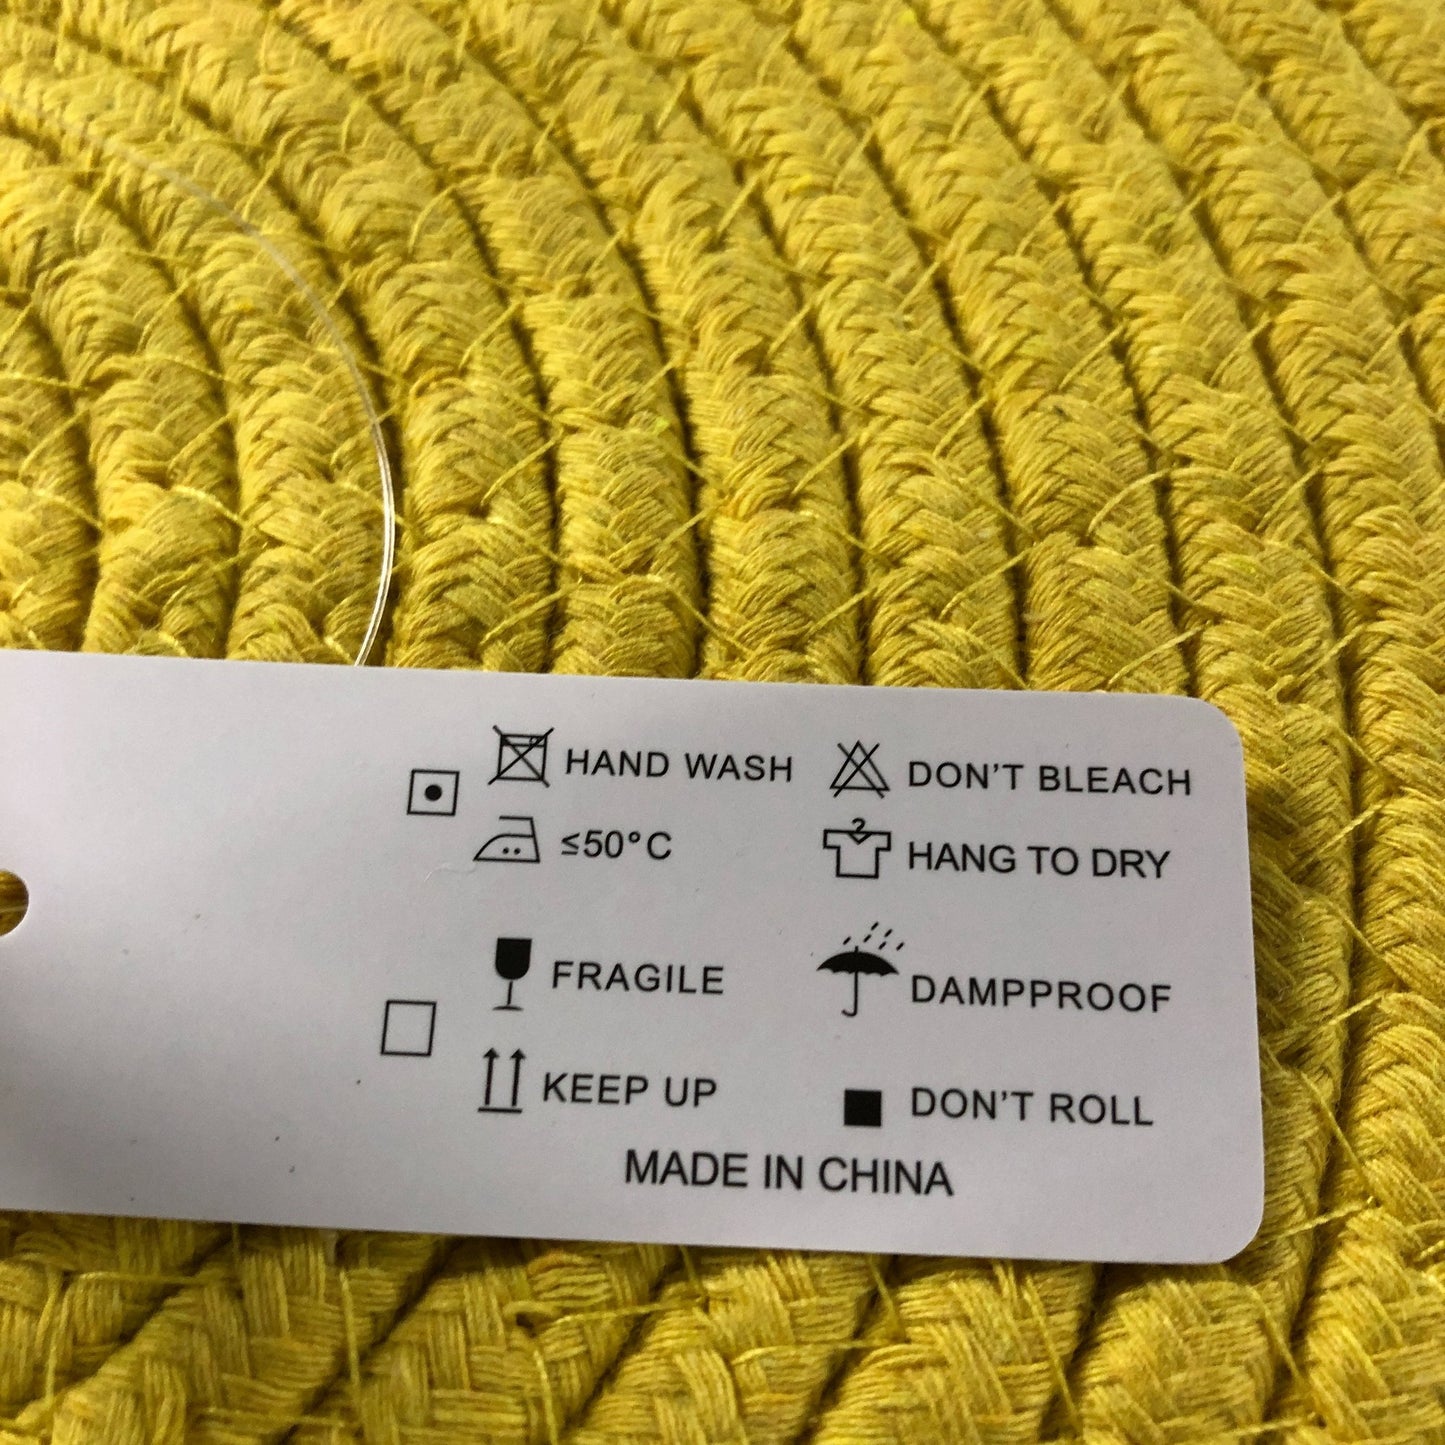 HAND WASH DON'T BLEACH
≤50°C HANG TO DRY
FRAGILE DAMPPROOF
KEEP UP DON'T ROLL
MADE IN CHINA